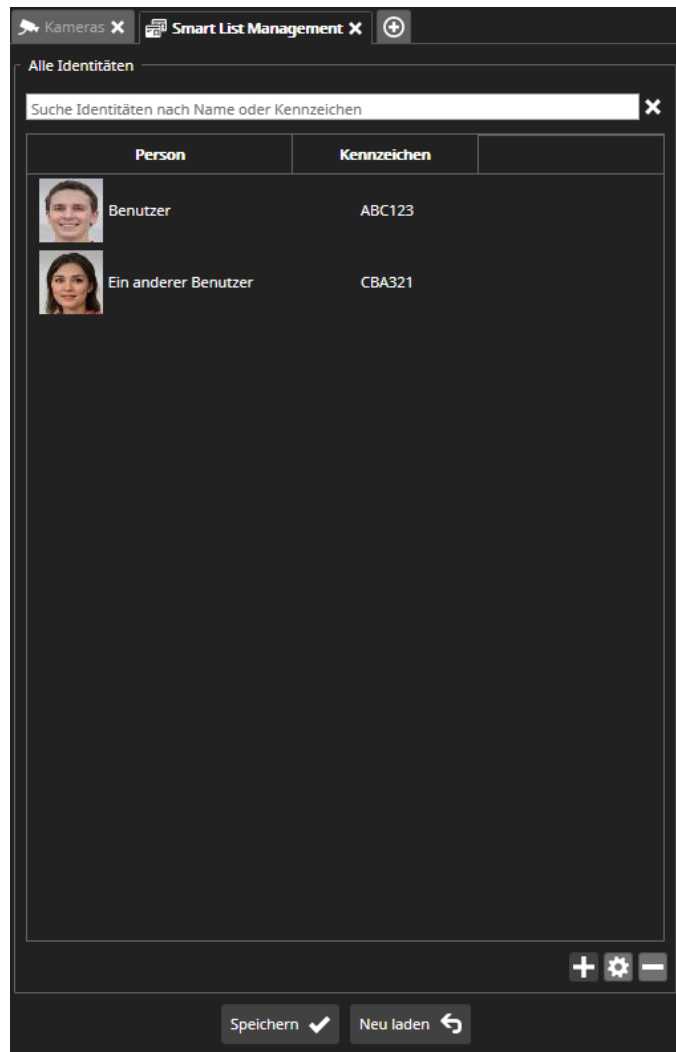 Kameras Smart List Management
Alle Identitäten
Suche Identitäten nach Name oder Kennzeichen
Person Kennzeichen
Benutzer ABC123
Ein anderer Benutzer CBA321
Speichern Neu laden